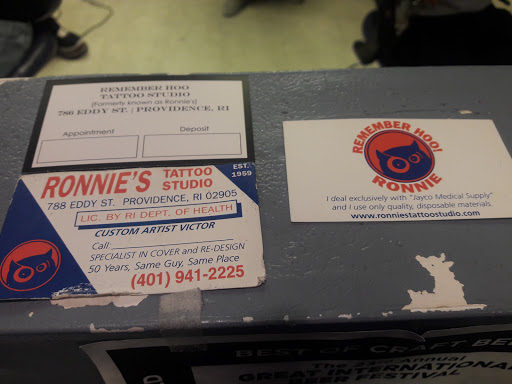 REMEMBER HOO
TATTOO STUDIO
(Formerly known as Ronnie's)
786 EDDY ST. | PROVIDENCE, RI
Appointment
Deposit
RONNIE'S TATTOO STUDIO
EST. 1959
788 EDDY ST. PROVIDENCE, RI 02905
LIC. BY RI DEPT. OF HEALTH
CUSTOM ARTIST VICTOR
Call:
SPECIALIST IN COVER and RE-DESIGN
50 Years, Same Guy, Same Place
(401) 941-2225
REMEMBER HOO!
RONNIE
I deal exclusively with "Jayco Medical Supply"
and I use only quality, disposable materials.
www.ronniestattoostudio.com
BEST OF CRAFT BEE
The Annual
GREAT INTERNATIONAL
BEER FESTIVAL